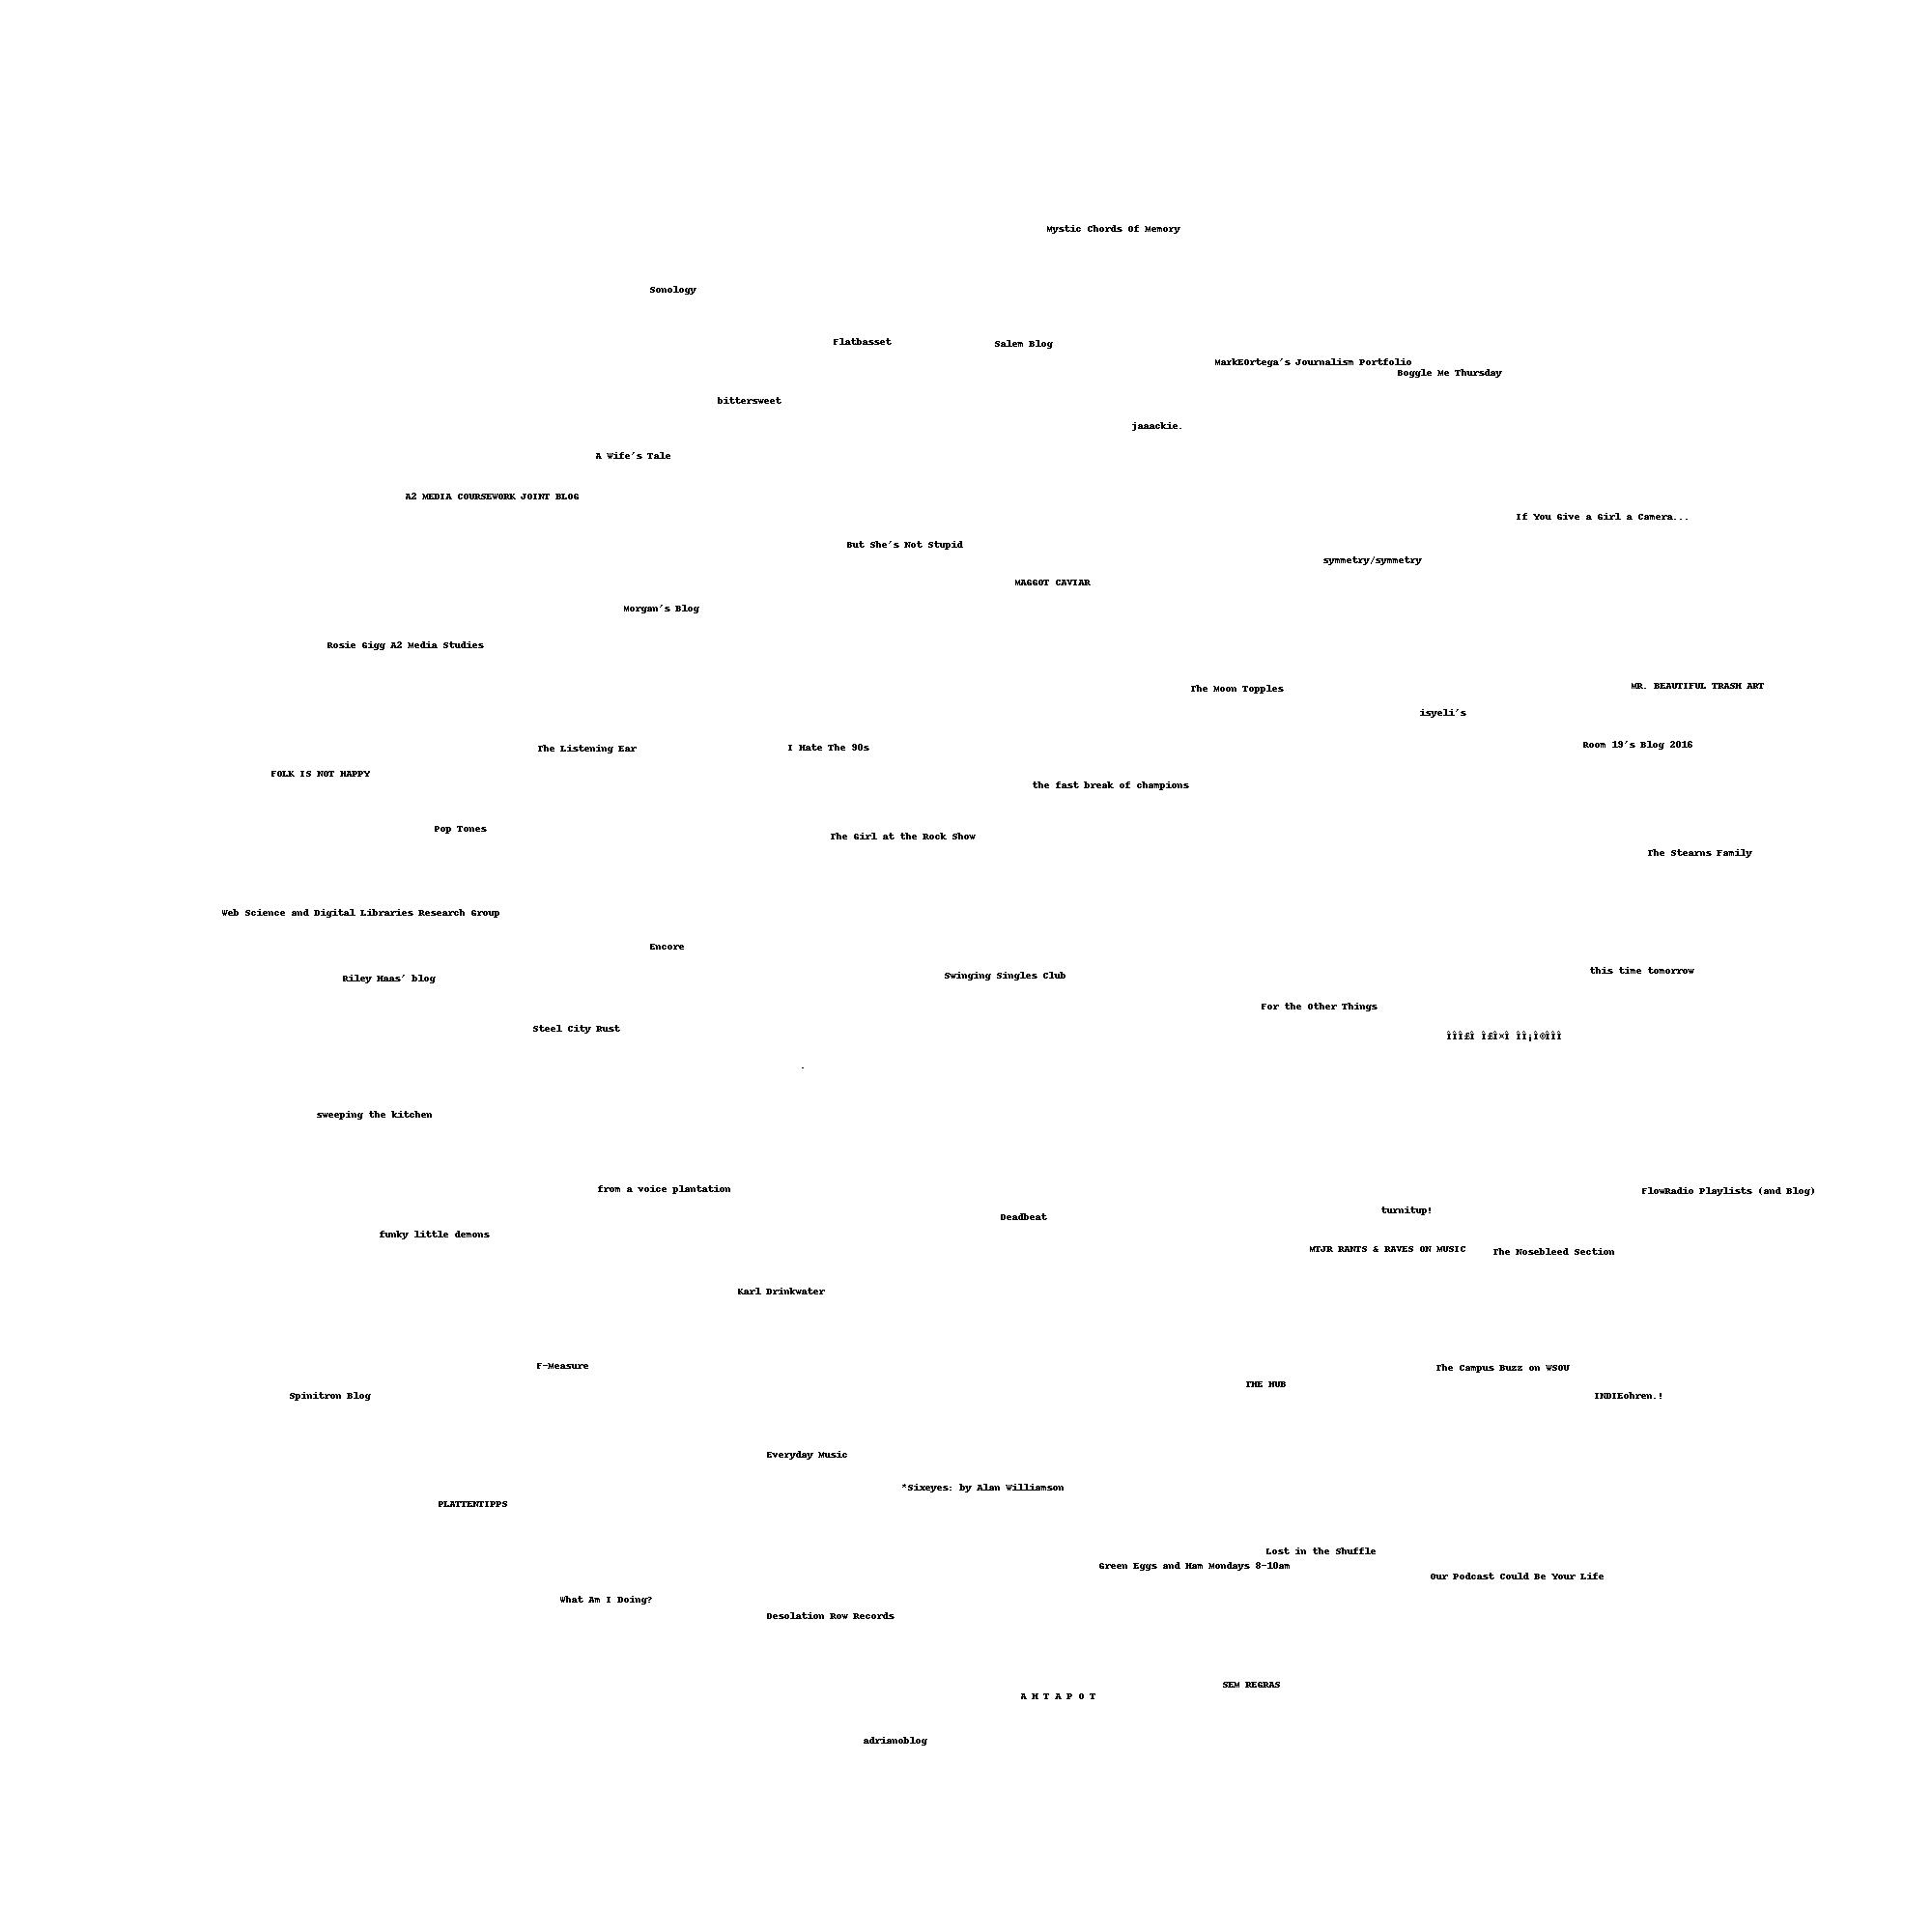 Mystic Chords Of Memory
Sonology
Flatbasset
Salem Blog
MarkEOrtega's Journalism Portfolio
Boggle Me Thursday
bittersweet
jaaackie.
A Wife's Tale
A2 MEDIA COURSEWORK JOINT BLOG
If You Give a Girl a Camera...
But She's Not Stupid
symmetry/symmetry
MAGGOT CAVIAR
Morgan's Blog
Rosie Gigg A2 Media Studies
The Moon Topples
MR. BEAUTIFUL TRASH ART
isyeli's
Room 19's Blog 2016
The Listening Ear
I Hate The 90s
FOLK IS NOT HAPPY
the fast break of champions
Pop Tones
The Girl at the Rock Show
The Stearns Family
Web Science and Digital Libraries Research Group
Encore
this time tomorrow
Riley Haas' blog
Swinging Singles Club
For the Other Things
Steel City Rust
.
sweeping the kitchen
from a voice plantation
FlowRadio Playlists (and Blog)
turnitup!
Deadbeat
funky little demons
MTJR RANTS & RAVES ON MUSIC
The Nosebleed Section
Karl Drinkwater
F-Measure
The Campus Buzz on WSOU
THE HUB
Spinitron Blog
INDIEohren.!
Everyday Music
*Sixeyes: by Alan Williamson
PLATTENTIPPS
Lost in the Shuffle
Green Eggs and Ham Mondays 8-10am
Our Podcast Could Be Your Life
What Am I Doing?
Desolation Row Records
SEM REGRAS
A H T A P O T
adrianoblog